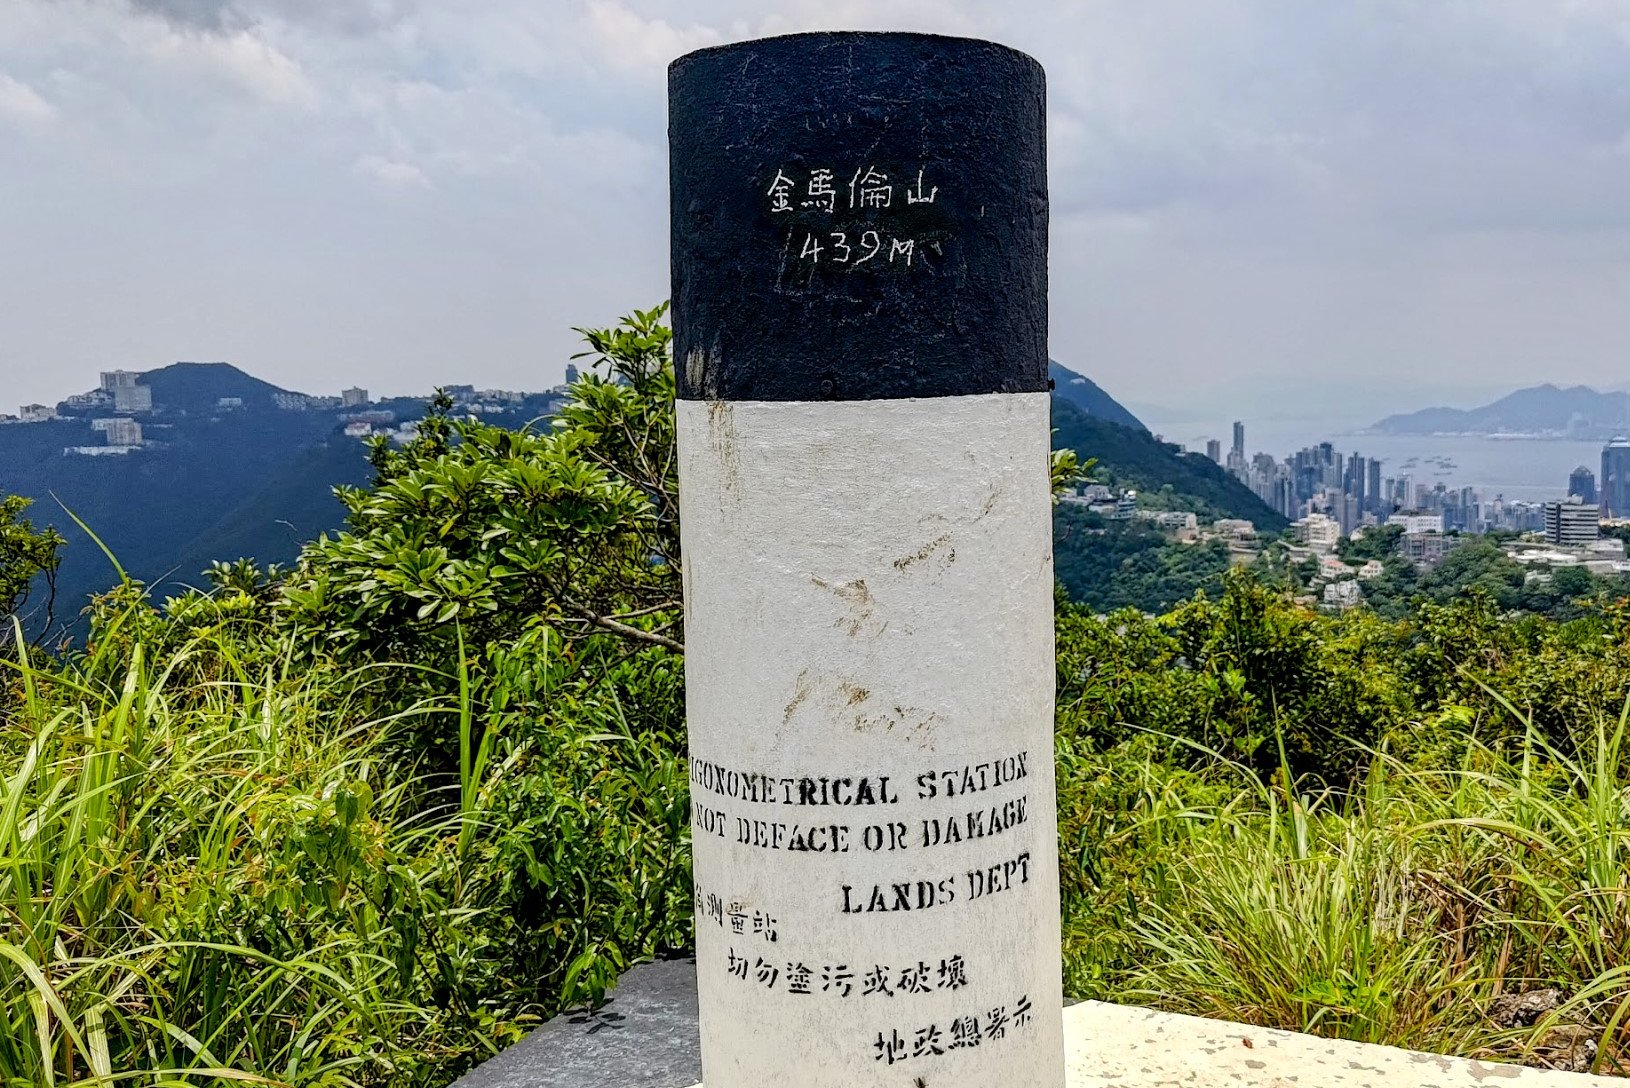 金馬倫山
439M
IGONOMETRICAL STATION
NOT DEFACE OR DAMAGE
LANDS DEPT
測量站
切勿塗污或破壞
地政總署示